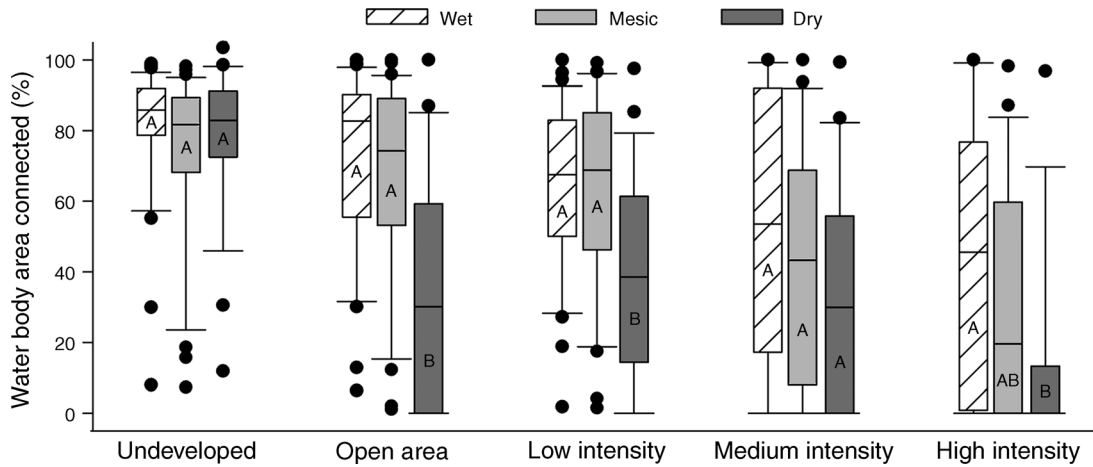 Wet Mesic Dry
Water body area connected (%)
100
80
60
40
20
0
A A A
A A B
A A B
A A A
A AB B
Undeveloped Open area Low intensity Medium intensity High intensity